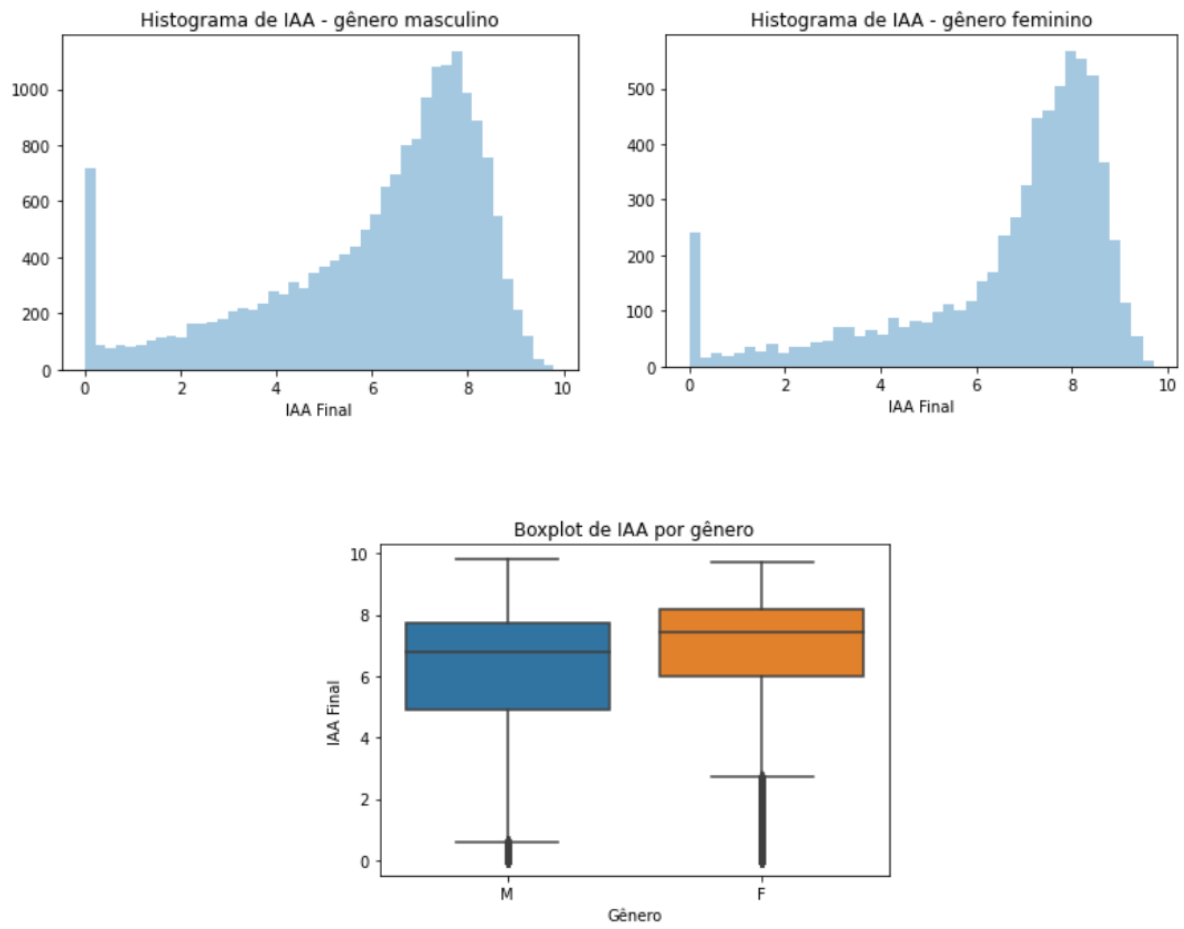 Histograma de IAA - gênero masculino
1000
800
600
400
200
0
0 2 4 6 8 10
IAA Final
Histograma de IAA - gênero feminino
500
400
300
200
100
0
0 2 4 6 8 10
IAA Final
Boxplot de IAA por gênero
10
8
6
4
2
0
IAA Final
M F
Gênero